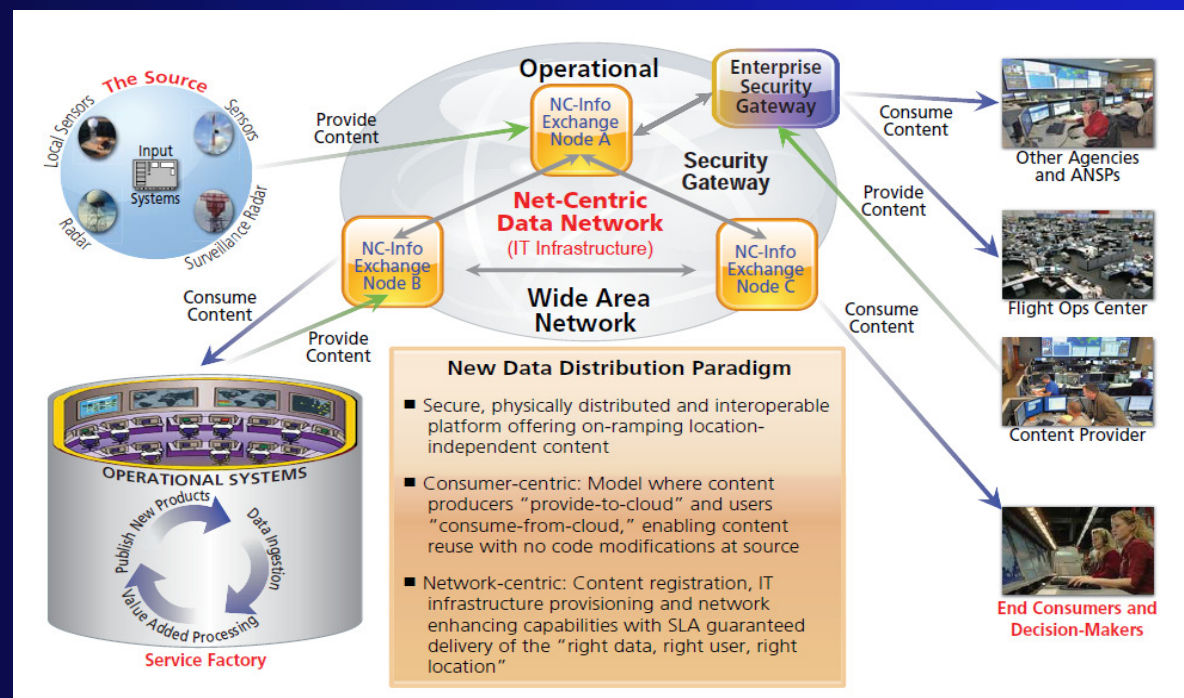 The Source
Local Sensors
Sensors
Input
Systems
Radar
Surveillance Radar
Provide
Content
Operational
NC-Info
Exchange
Node A
Enterprise
Security
Gateway
Security
Gateway
Net-Centric
Data Network
(IT Infrastructure)
NC-Info
Exchange
Node B
NC-Info
Exchange
Node C
Wide Area
Network
Consume
Content
Provide
Content
Consume
Content
Provide
Content
Consume
Content
Other Agencies
and ANSPs
Flight Ops Center
Content Provider
End Consumers and
Decision-Makers
OPERATIONAL SYSTEMS
Publish New Products
Data Ingestion
Value Added Processing
Service Factory
New Data Distribution Paradigm
■ Secure, physically distributed and interoperable
platform offering on-ramping location-
independent content
■ Consumer-centric: Model where content
producers “provide-to-cloud” and users
“consume-from-cloud,” enabling content
reuse with no code modifications at source
■ Network-centric: Content registration, IT
infrastructure provisioning and network
enhancing capabilities with SLA guaranteed
delivery of the “right data, right user, right
location”